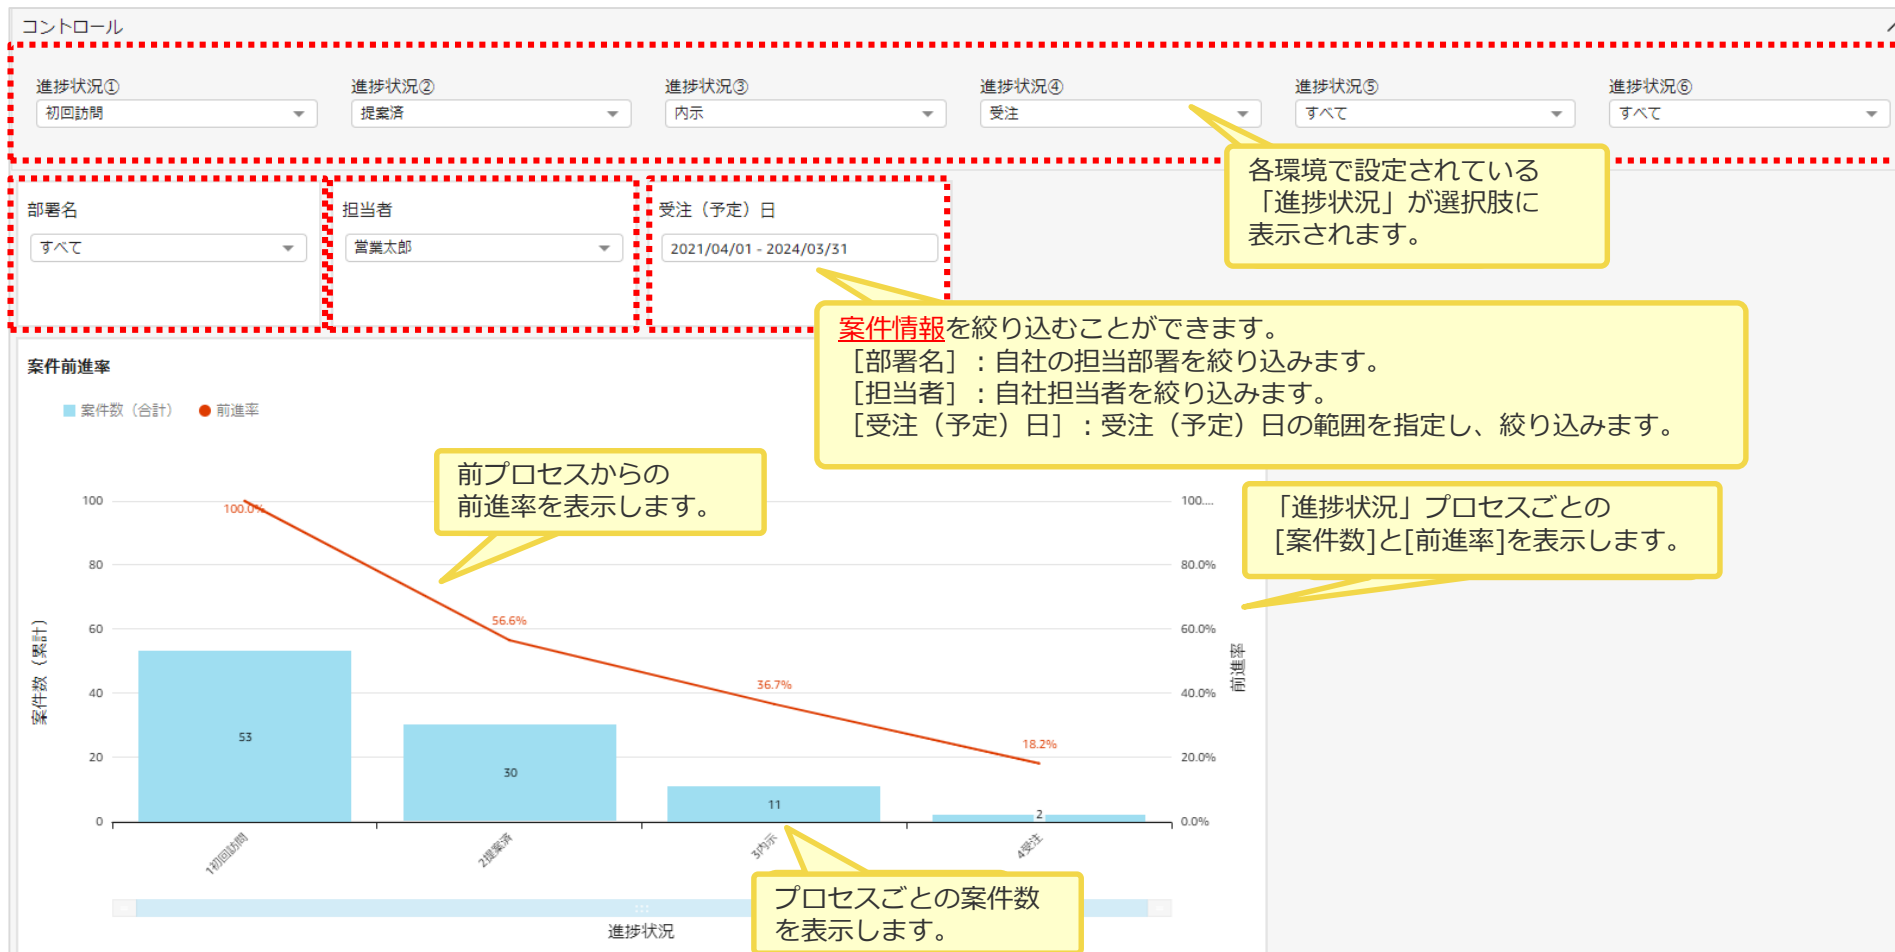 コントロール
進捗状況①
進捗状況②
進捗状況③
進捗状況④
進捗状況⑤
進捗状況⑥
初回訪問
提案済
内示
受注
すべて
すべて
各環境で設定されている
「進捗状況」が選択肢に
表示されます。
部署名
担当者
受注（予定）日
すべて
営業太郎
2021/04/01 - 2024/03/31
案件情報を絞り込むことができます。
［部署名］：自社の担当部署を絞り込みます。
［担当者］：自社担当者を絞り込みます。
［受注（予定）日］：受注（予定）日の範囲を指定し、絞り込みます。
案件前進率
案件数（合計）
前進率
前プロセスからの
前進率を表示します。
「進捗状況」プロセスごとの
[案件数]と[前進率]を表示します。
案件数（累計）
100
80
60
40
20
0
100.0%
56.6%
36.7%
18.2%
53
30
11
2
100....
80.0%
60.0%
40.0%
20.0%
0.0%
前進率
1初回訪問
2提案済
3内示
4受注
進捗状況
プロセスごとの案件数
を表示します。